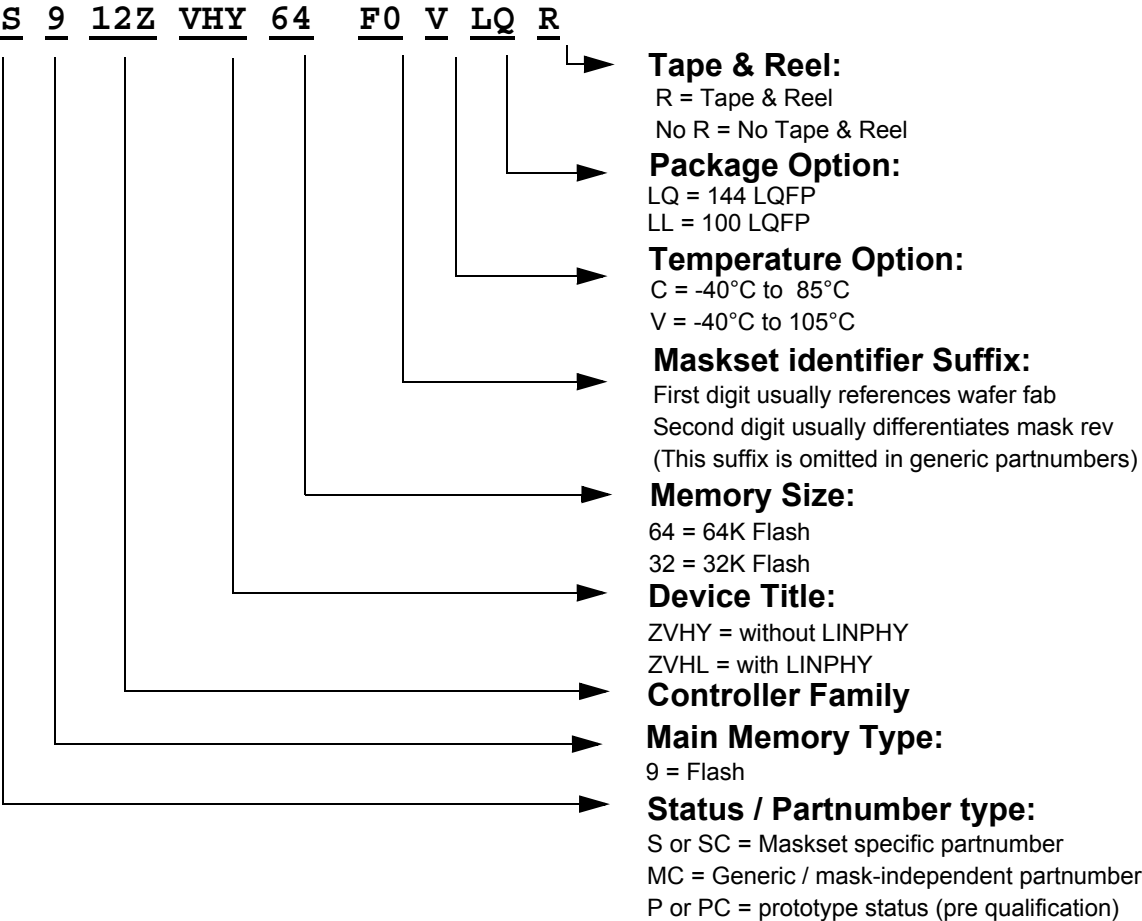 S 9 12Z VHY 64 F0 V LQ R
Tape & Reel:
R = Tape & Reel
No R = No Tape & Reel
Package Option:
LQ = 144 LQFP
LL = 100 LQFP
Temperature Option:
C = -40°C to 85°C
V = -40°C to 105°C
Maskset identifier Suffix:
First digit usually references wafer fab
Second digit usually differentiates mask rev
(This suffix is omitted in generic partnumbers)
Memory Size:
64 = 64K Flash
32 = 32K Flash
Device Title:
ZVHY = without LINPHY
ZVHL = with LINPHY
Controller Family
Main Memory Type:
9 = Flash
Status / Partnumber type:
S or SC = Maskset specific partnumber
MC = Generic / mask-independent partnumber
P or PC = prototype status (pre qualification)